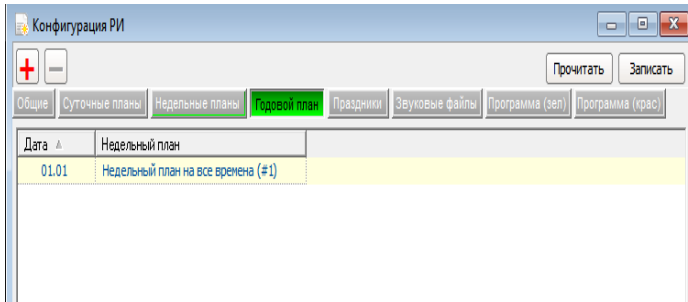 Конфигурация РИ
Прочитать Записать
Общие Суточные планы Недельные планы Годовой план Праздники Звуковые файлы Программа (зел) Программа (крас)
Дата Недельный план
01.01 Недельный план на все времена (#1)